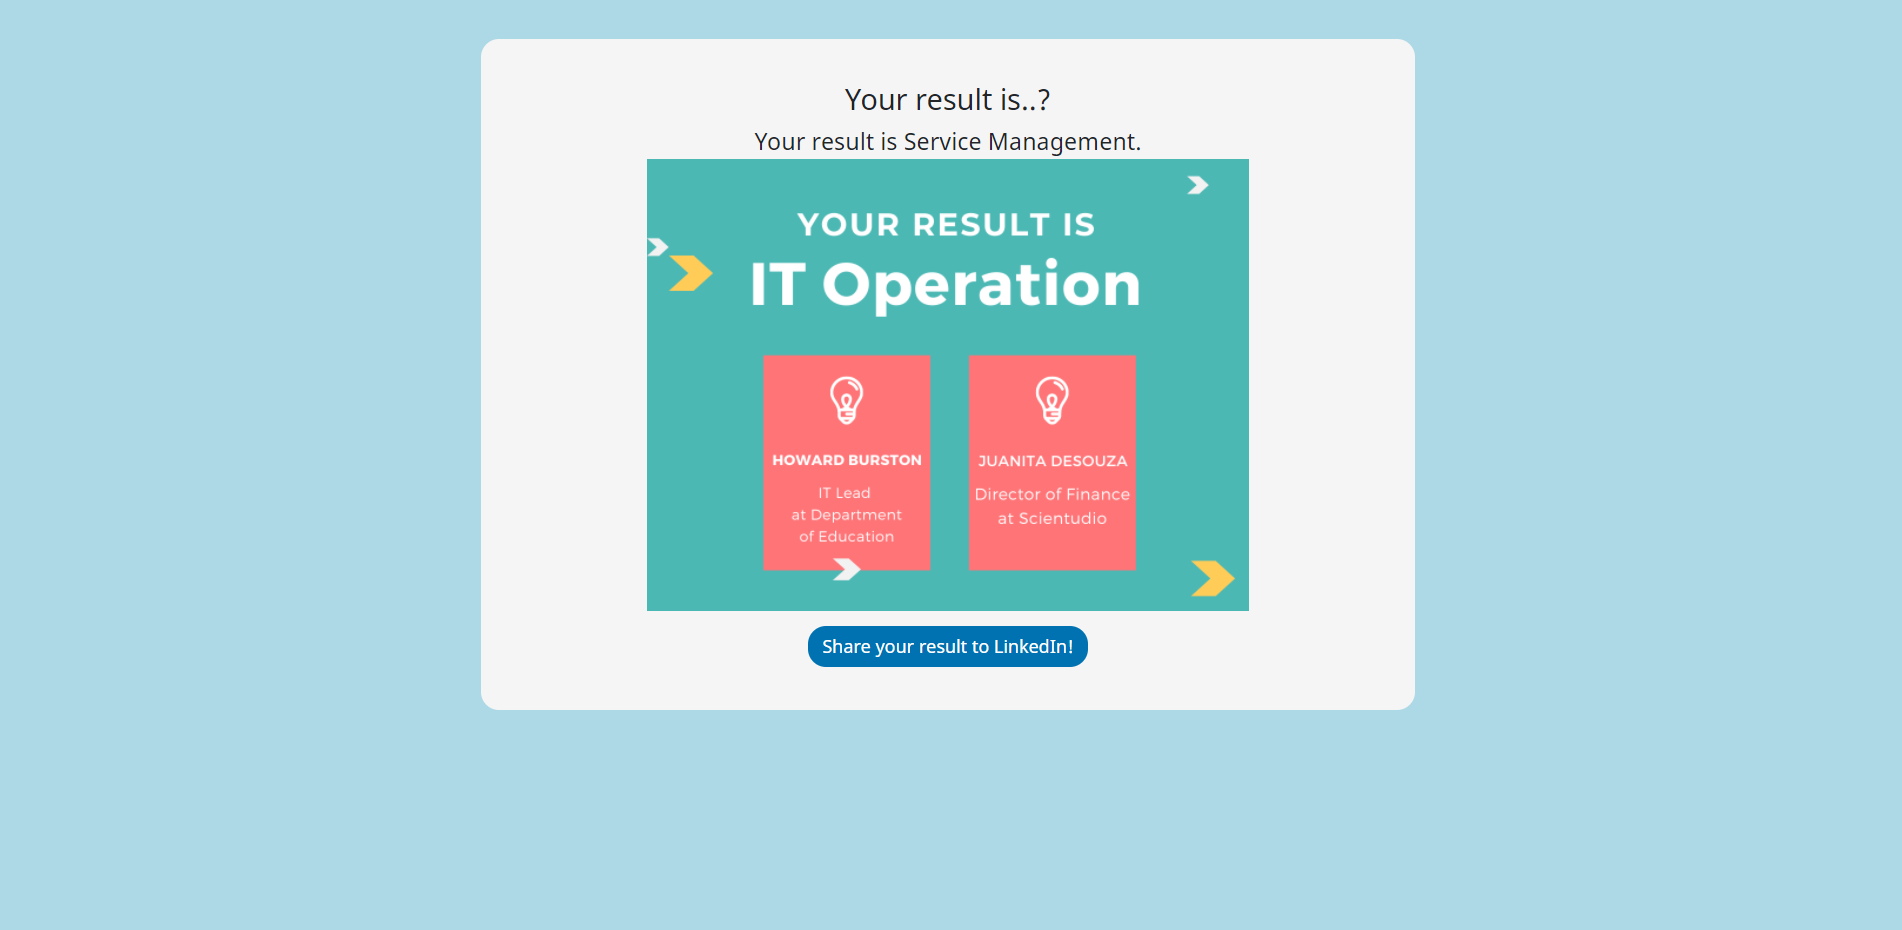 Your result is..?
Your result is Service Management.
YOUR RESULT IS
IT Operation
HOWARD BURSTON
IT Lead
at Department
of Education
JUANITA DESOUZA
Director of Finance
at Scientudio
Share your result to LinkedIn!